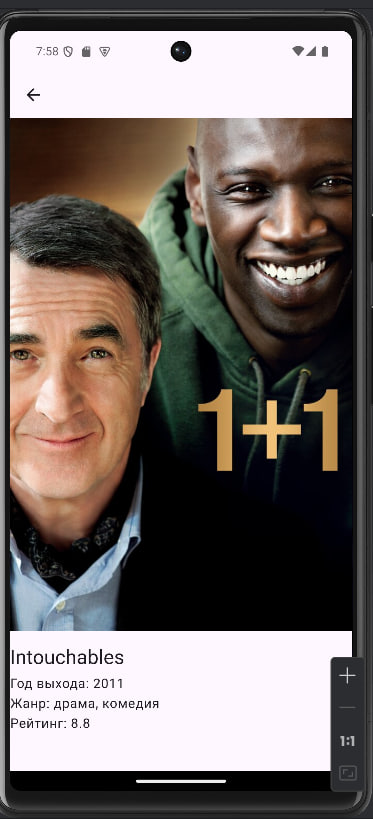 7:58
1+1
Intouchables
Год выхода: 2011
Жанр: драма, комедия
Рейтинг: 8.8
1:1